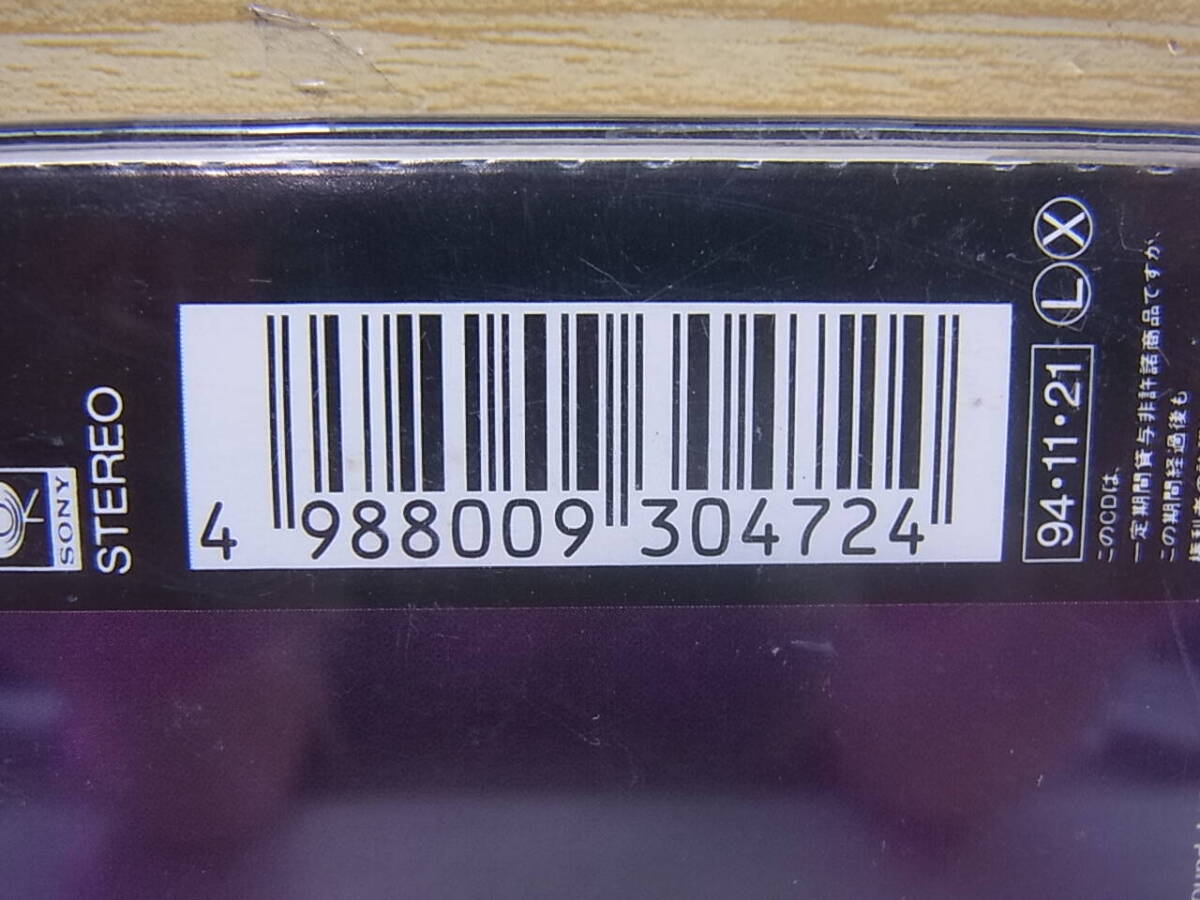 SONY
STEREO
4 988009 304724
94・11・21 Ⓛ Ⓧ
このCDは、
一定期間貸与非許諾商品ですが、
この期間経過後も